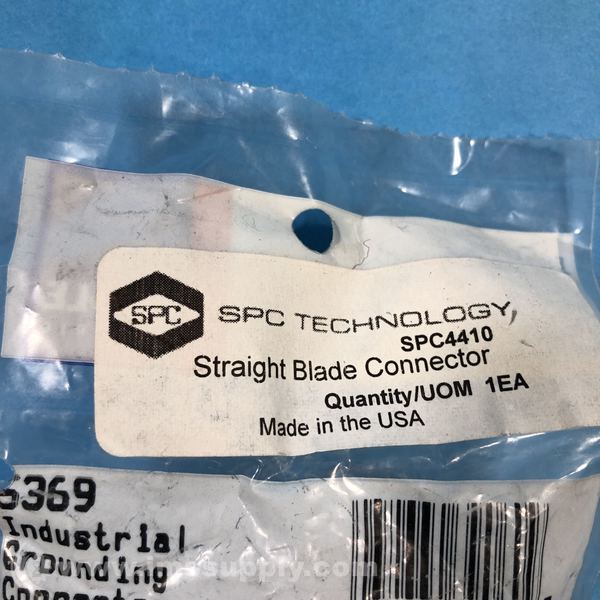 SPC SPC TECHNOLOGY
SPC4410
Straight Blade Connector
Quantity/UOM 1EA
Made in the USA
5369
Industrial
Grounding